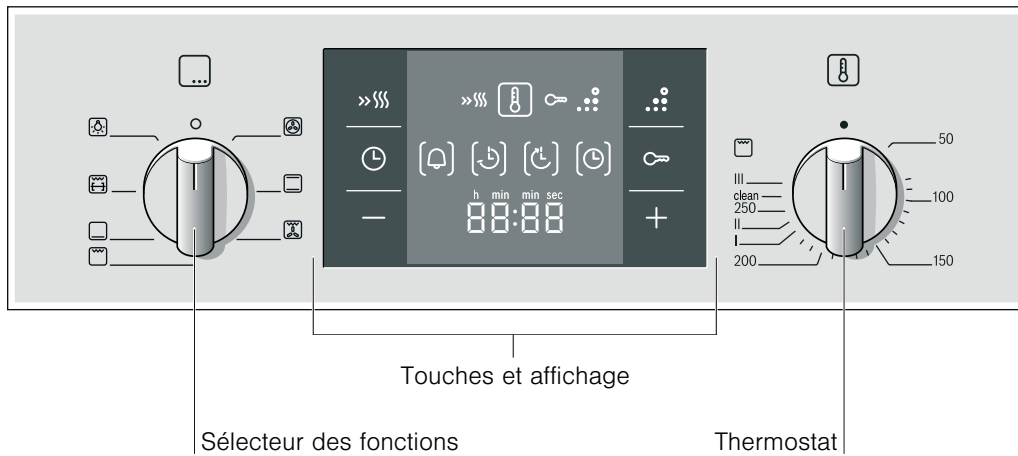 h min min sec
88:88
50
100
150
200
I
II
250
clean
III
Touches et affichage
Sélecteur des fonctions
Thermostat